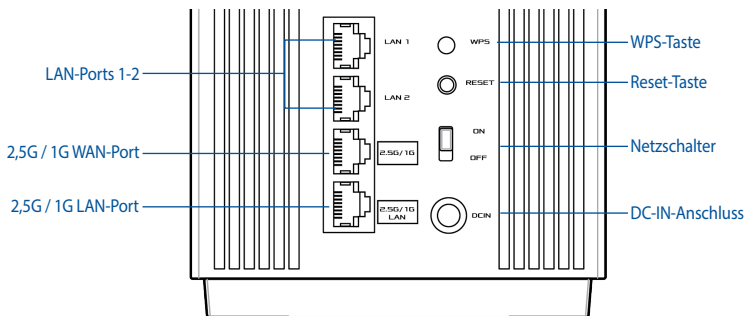 LAN-Ports 1-2
2,5G / 1G WAN-Port
2,5G / 1G LAN-Port
LAN 1
LAN 2
2.5G/1G
2.5G/1G
LAN
WPS
RESET
ON
OFF
DCIN
WPS-Taste
Reset-Taste
Netzschalter
DC-IN-Anschluss